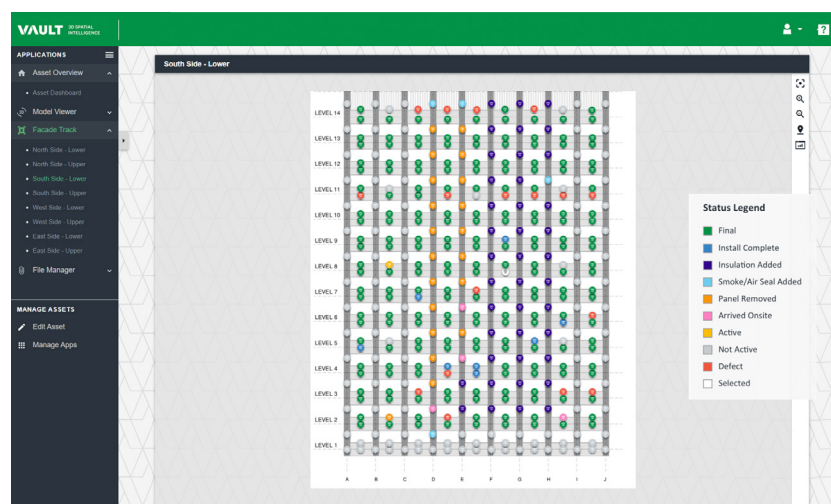 VAULT 3D SPATIAL
INTELLIGENCE
APPLICATIONS
Asset Overview
Asset Dashboard
Model Viewer
Facade Track
North Side - Lower
North Side - Upper
South Side - Lower
South Side - Upper
West Side - Lower
West Side - Upper
East Side - Lower
East Side - Upper
File Manager
MANAGE ASSETS
Edit Asset
Manage Apps
?
South Side - Lower
LEVEL 14
LEVEL 13
LEVEL 12
LEVEL 11
LEVEL 10
LEVEL 9
LEVEL 8
LEVEL 7
LEVEL 6
LEVEL 5
LEVEL 4
LEVEL 3
LEVEL 2
LEVEL 1
A B C D E F G H I J
Status Legend
Final
Install Complete
Insulation Added
Smoke/Air Seal Added
Panel Removed
Arrived Onsite
Active
Not Active
Defect
Selected